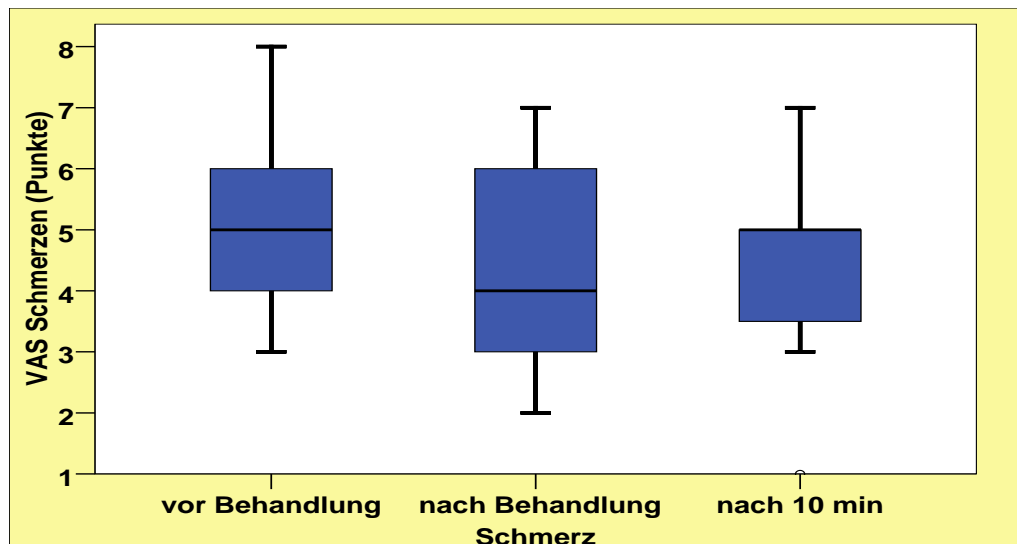 VAS Schmerzen (Punkte)
8
7
6
5
4
3
2
1
vor Behandlung nach Behandlung nach 10 min
Schmerz